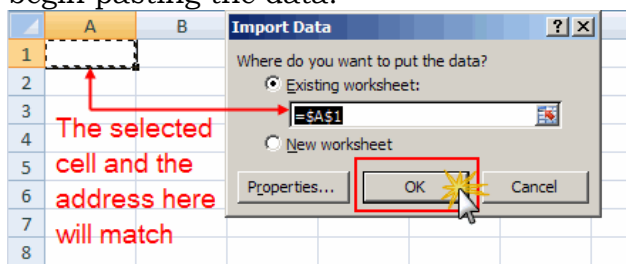 begin pasting the data.
A B
1
2
3
4
5
6
7
8
Import Data ? X
Where do you want to put the data?
Existing worksheet:
=$A$1
New worksheet
Properties... OK Cancel
The selected
cell and the
address here
will match